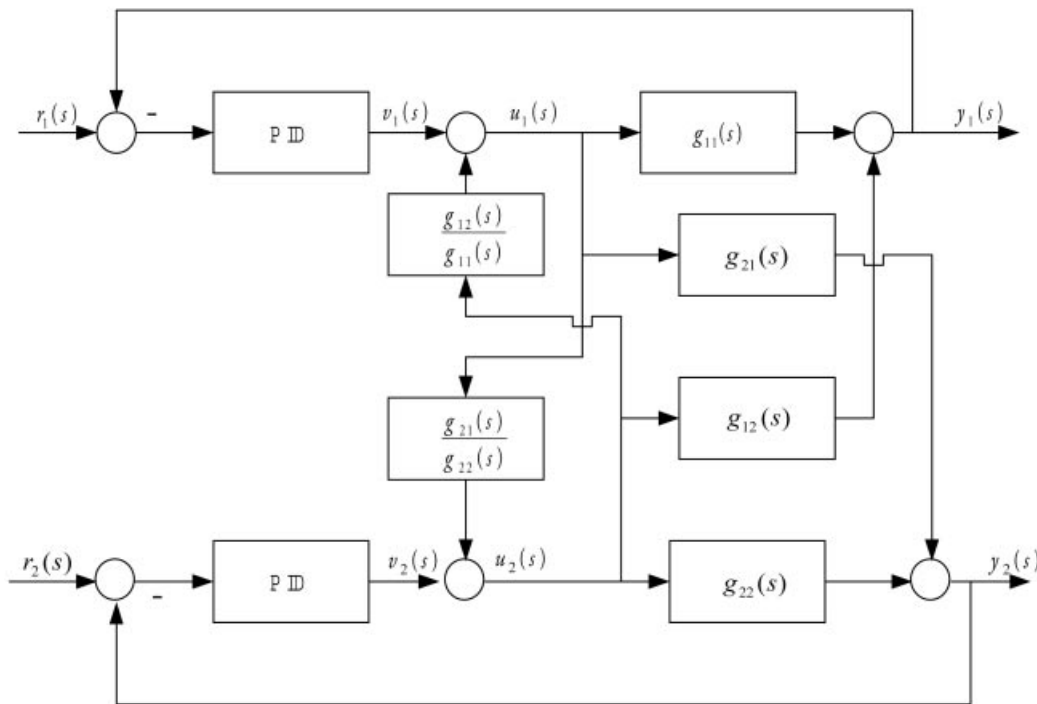 r₁(s)
-
PID
v₁(s)
u₁(s)
g₁₁(s)
y₁(s)
g₁₂(s)
g₁₁(s)
g₂₁(s)
g₂₁(s)
g₂₂(s)
g₁₂(s)
r₂(s)
-
PID
v₂(s)
u₂(s)
g₂₂(s)
y₂(s)